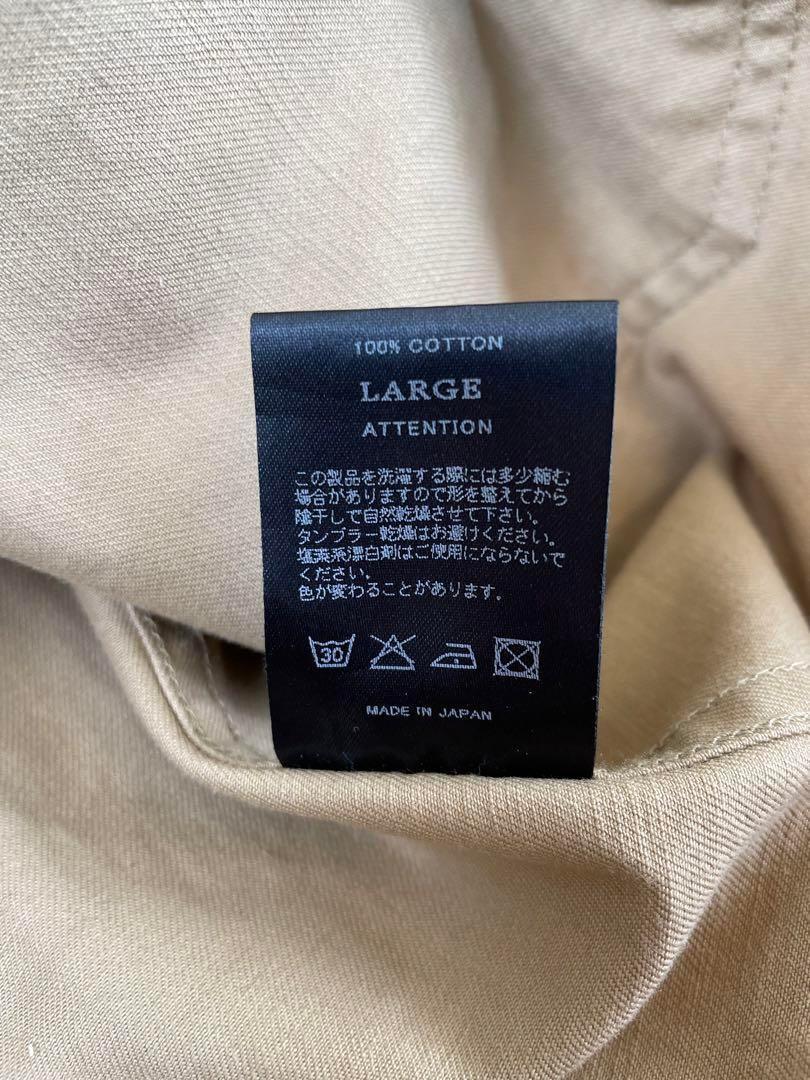 100% COTTON
LARGE
ATTENTION
この製品を洗濯する際には多少縮む
場合がありますので形を整えてから
陰干しで自然乾燥させて下さい。
タンブラー乾燥はお避けください。
塩素系漂白剤はご使用にならないで
ください。
色が変わることがあります。
30
MADE IN JAPAN